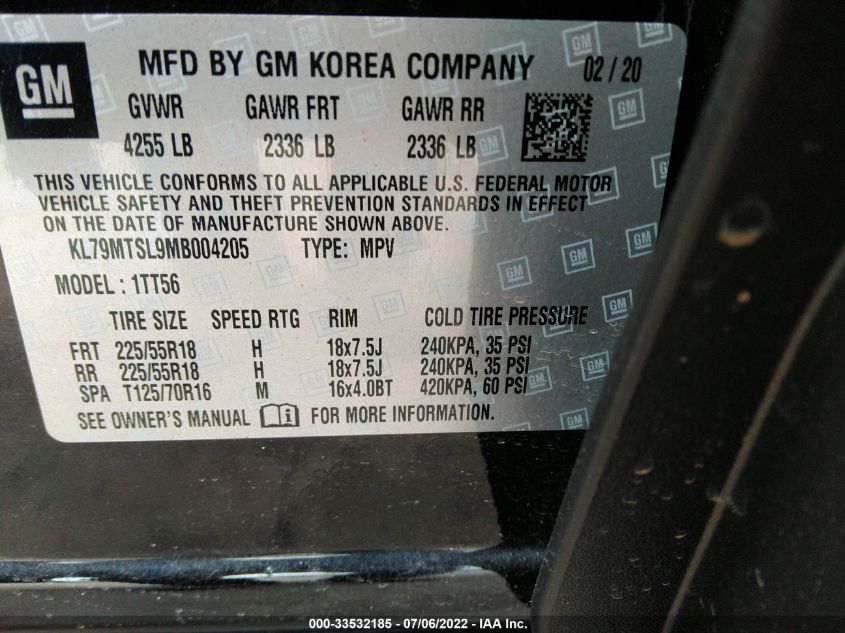 GM
MFD BY GM KOREA COMPANY 02/20
GVWR GAWR FRT GAWR RR
4255 LB 2336 LB 2336 LB
THIS VEHICLE CONFORMS TO ALL APPLICABLE U.S. FEDERAL MOTOR
VEHICLE SAFETY AND THEFT PREVENTION STANDARDS IN EFFECT
ON THE DATE OF MANUFACTURE SHOWN ABOVE.
KL79MTSL9MB004205 TYPE: MPV
MODEL : 1TT56
TIRE SIZE SPEED RTG RIM COLD TIRE PRESSURE
FRT 225/55R18 H 18x7.5J 240KPA, 35 PSI
RR 225/55R18 H 18x7.5J 240KPA, 35 PSI
SPA T125/70R16 M 16x4.0BT 420KPA, 60 PSI
SEE OWNER'S MANUAL FOR MORE INFORMATION.
000-33532185 - 07/06/2022 - IAA Inc.